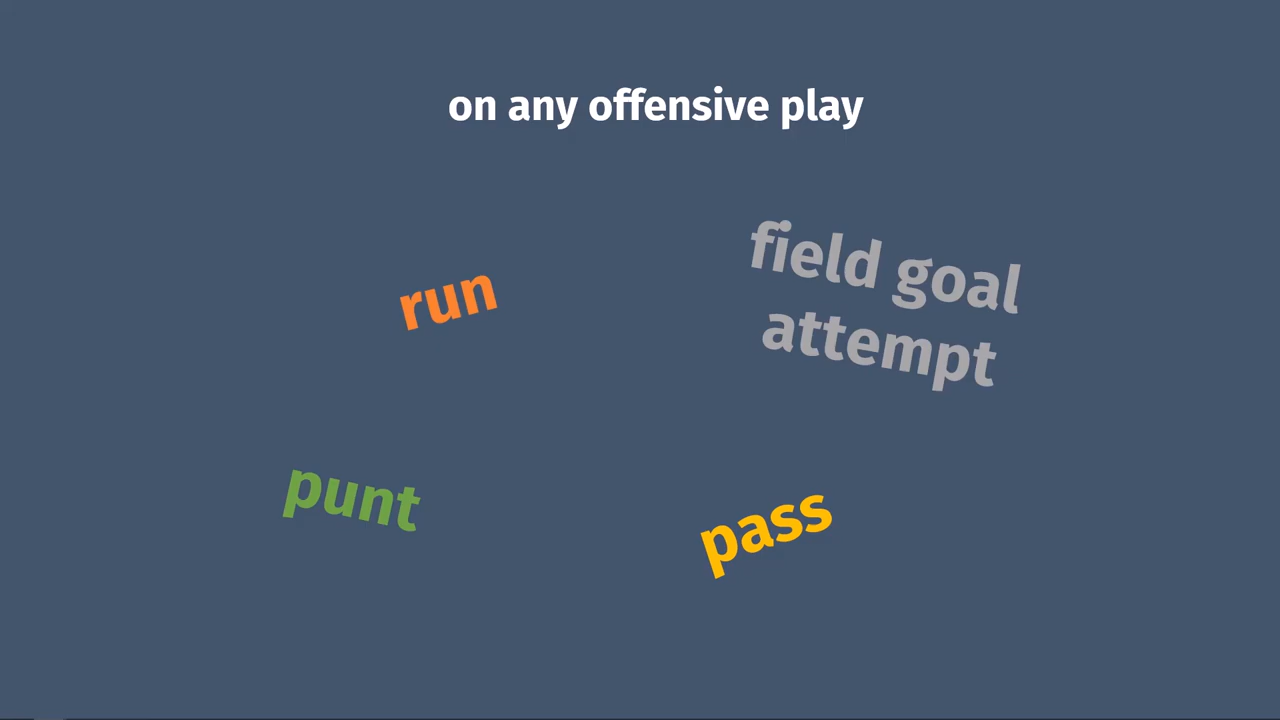 on any offensive play
run
field goal
attempt
punt
pass